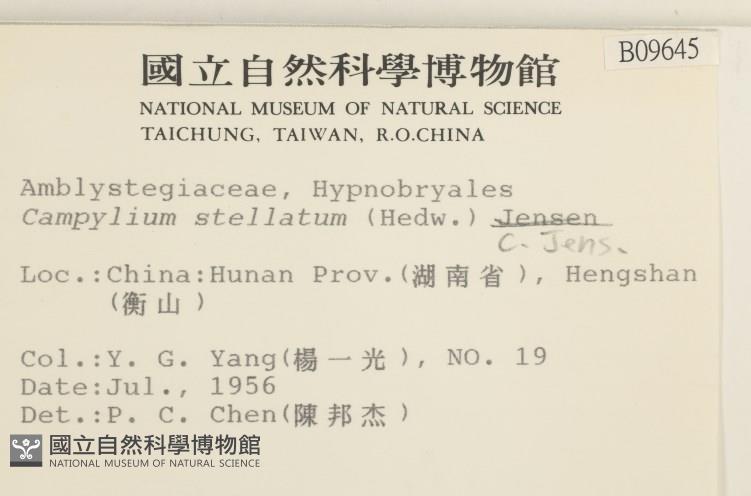 B09645
國立自然科學博物館
NATIONAL MUSEUM OF NATURAL SCIENCE
TAICHUNG, TAIWAN, R.O.CHINA
Amblystegiaceae, Hypnobryales
Campylium stellatum (Hedw.) Jensen
C. Jens.
Loc.:China:Hunan Prov.(湖南省), Hengshan
(衡山)
Col.:Y. G. Yang(楊一光), NO. 19
Date:Jul., 1956
Det.:P. C. Chen(陳邦杰)
國立自然科學博物館
NATIONAL MUSEUM OF NATURAL SCIENCE